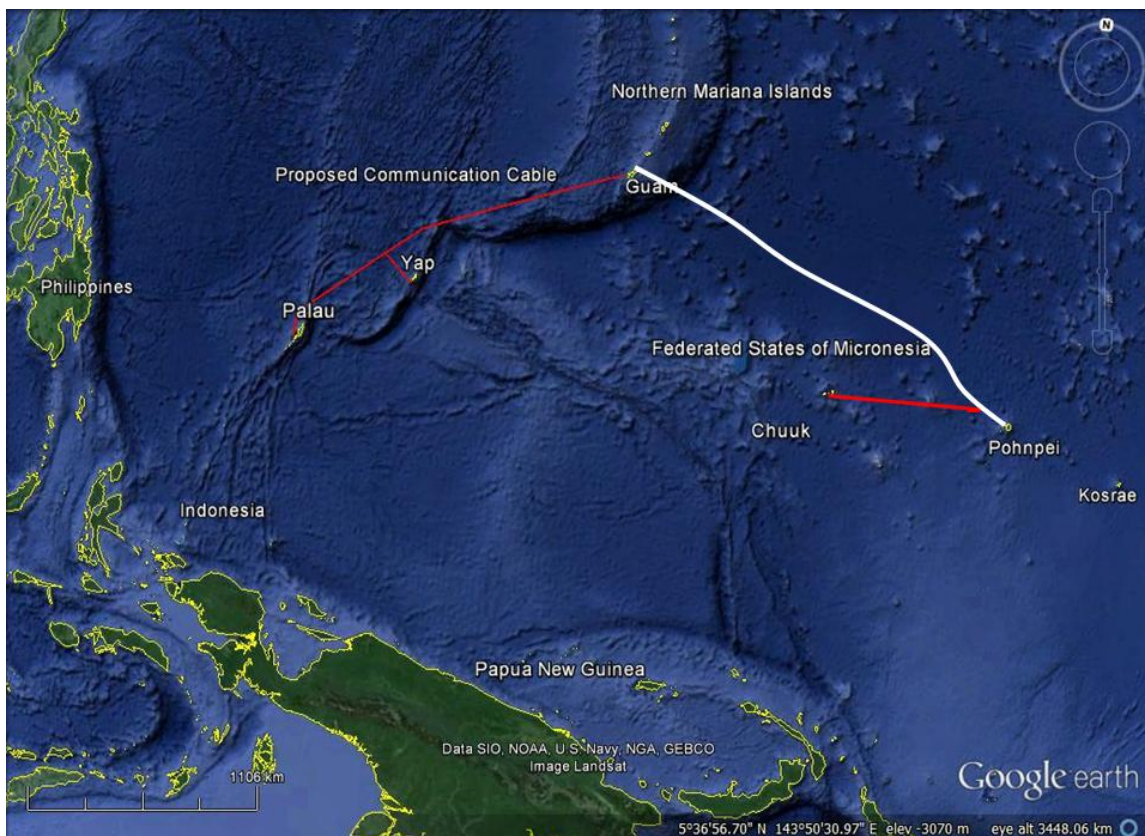 N
Northern Mariana Islands
Proposed Communication Cable
Guam
Yap
Philippines
Palau
Federated States of Micronesia
Chuuk
Pohnpei
Kosrae
Indonesia
Papua New Guinea
Data SIO, NOAA, U.S. Navy, NGA, GEBCO
Image Landsat
1106 km
Google earth
5°36'56.70" N 143°50'30.97" E elev -3070 m eye alt 3448.06 km